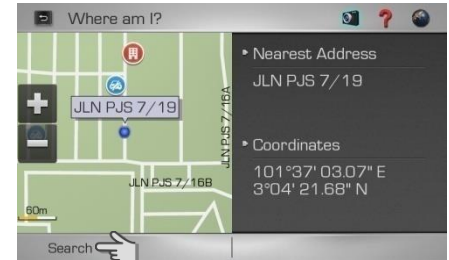 Where am I?
?
JLN PJS 7/19
JLN PJS 7/16A
JLN PJS 7/16B
60m
Nearest Address
JLN PJS 7/19
Coordinates
101°37' 03.07" E
3°04' 21.68" N
Search